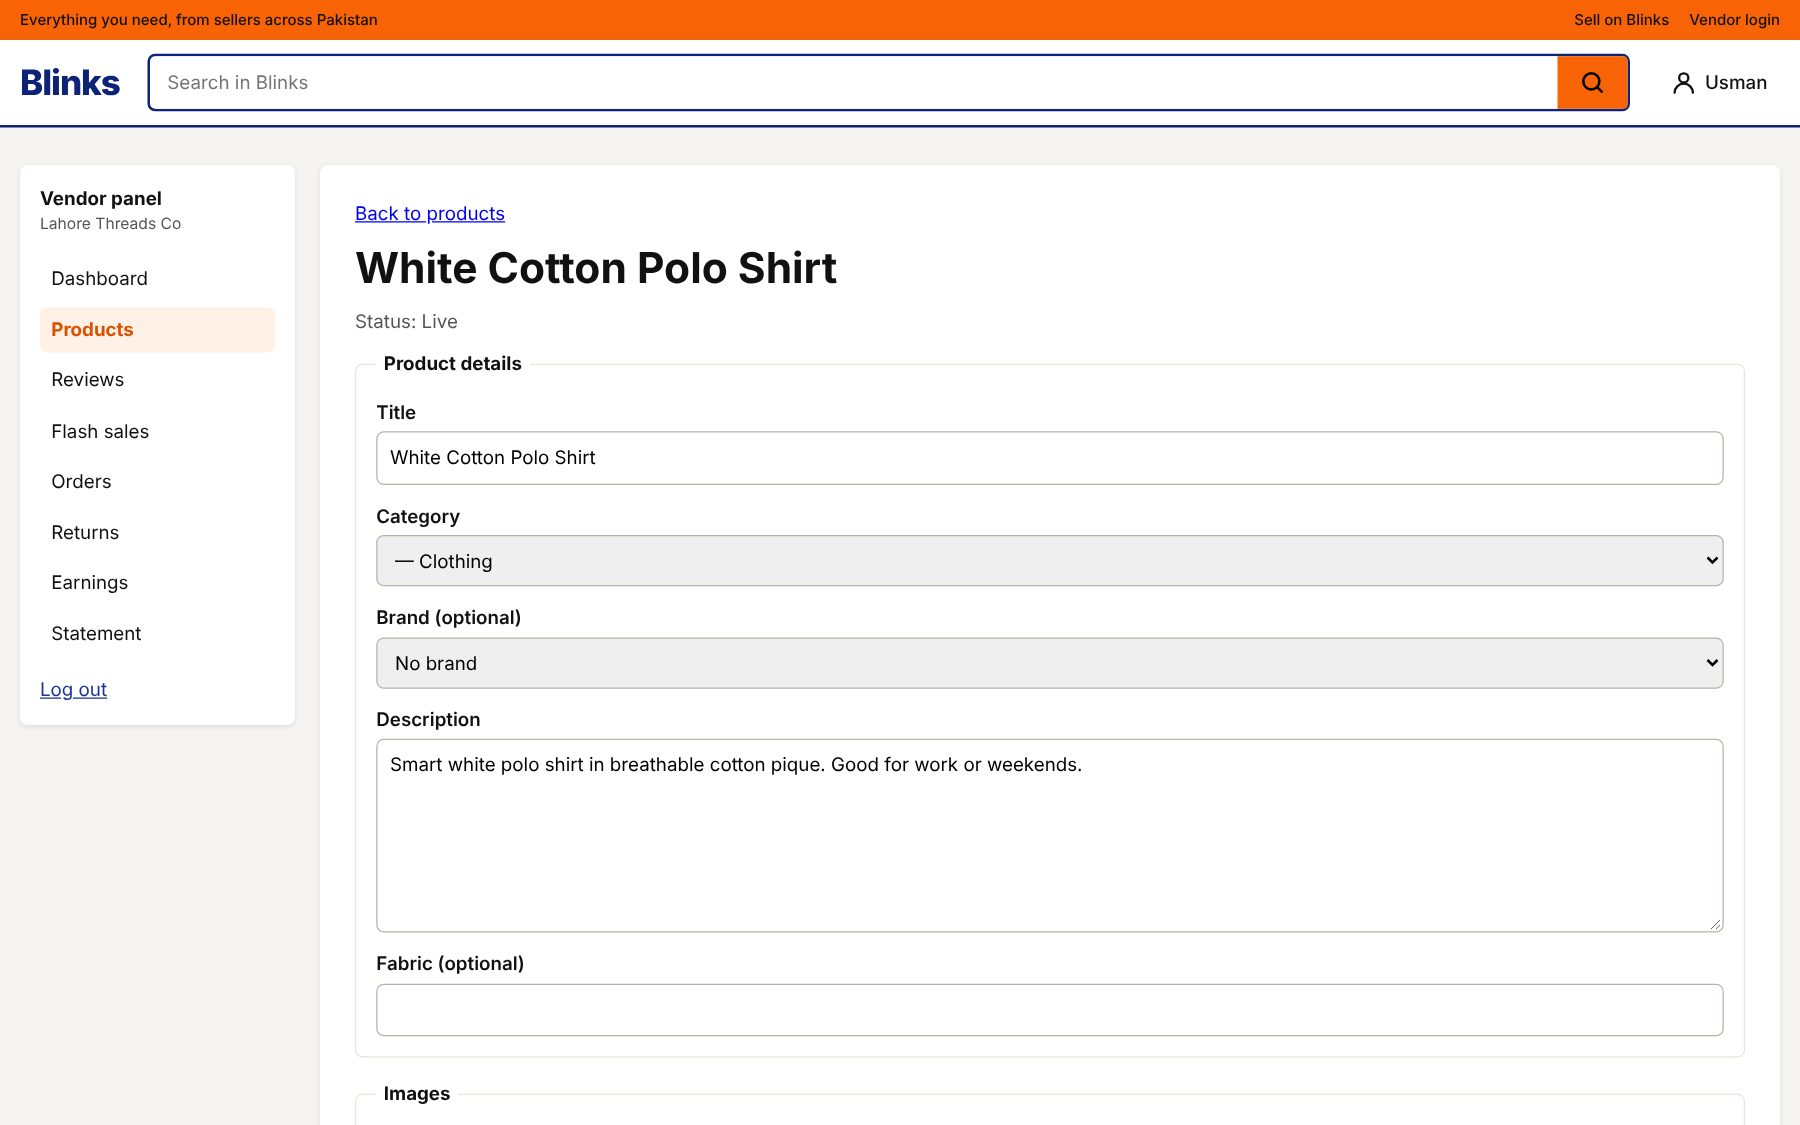 Everything you need, from sellers across Pakistan
Sell on Blinks
Vendor login
Blinks
Search in Blinks
Usman
Vendor panel
Lahore Threads Co
Dashboard
Products
Reviews
Flash sales
Orders
Returns
Earnings
Statement
Log out
Back to products
White Cotton Polo Shirt
Status: Live
Product details
Title
White Cotton Polo Shirt
Category
— Clothing
Brand (optional)
No brand
Description
Smart white polo shirt in breathable cotton pique. Good for work or weekends.
Fabric (optional)
Images